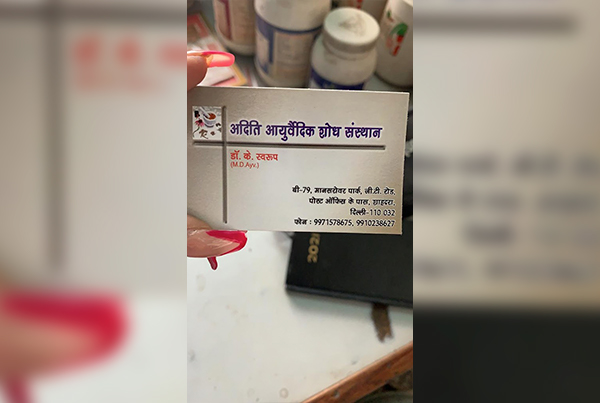 अदिति आयुर्वैदिक शोध संस्थान
डॉ. के. स्वरूप
(M.D.Ayv.)
बी-79, मानसरोवर पार्क, जी.टी. रोड,
पोस्ट ऑफिस के पास, शाहदरा,
दिल्ली-110 032
फोन : 9971578675, 9910238627